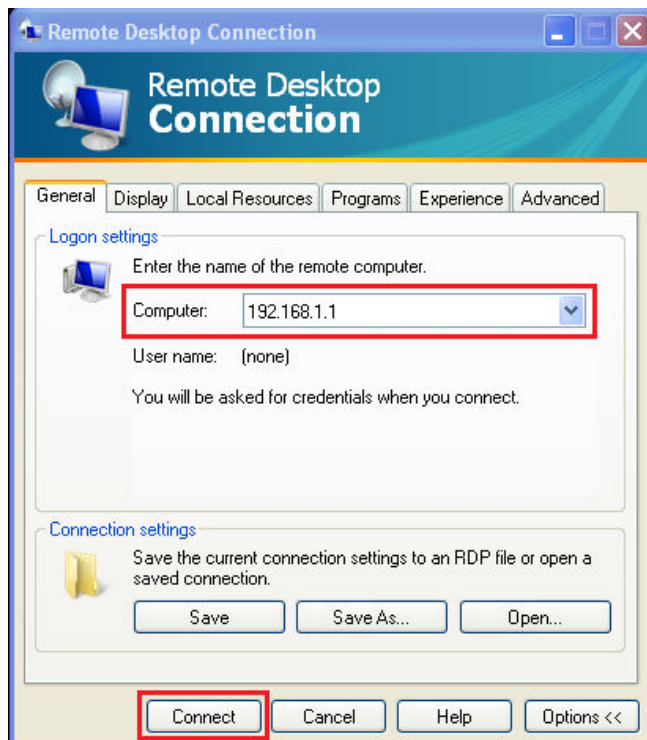 Remote Desktop Connection
Remote Desktop
Connection
General Display Local Resources Programs Experience Advanced
Logon settings
Enter the name of the remote computer.
Computer: 192.168.1.1
User name: (none)
You will be asked for credentials when you connect.
Connection settings
Save the current connection settings to an RDP file or open a
saved connection.
Save Save As... Open...
Connect Cancel Help Options <<